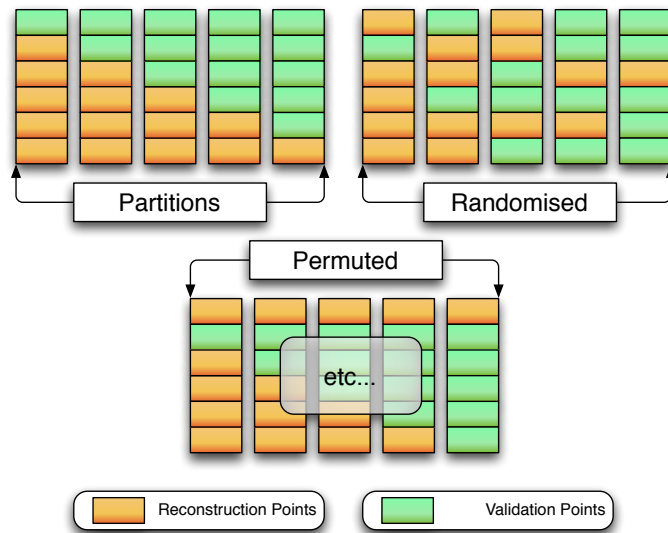 Partitions
Randomised
Permuted
etc...
Reconstruction Points
Validation Points